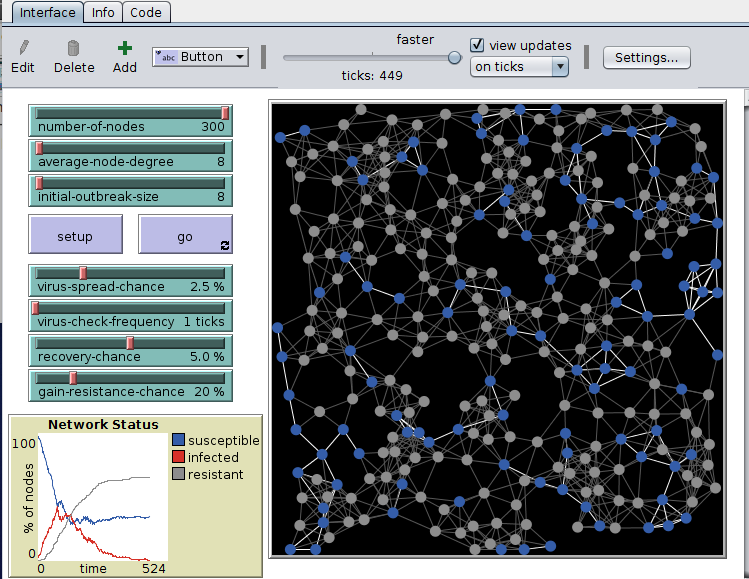 Interface Info Code
Edit Delete Add abc Button faster view updates on ticks Settings...
ticks: 449
number-of-nodes 300
average-node-degree 8
initial-outbreak-size 8
setup go
virus-spread-chance 2.5 %
virus-check-frequency 1 ticks
recovery-chance 5.0 %
gain-resistance-chance 20 %
Network Status
100
% of nodes
0
0 time 524
susceptible
infected
resistant